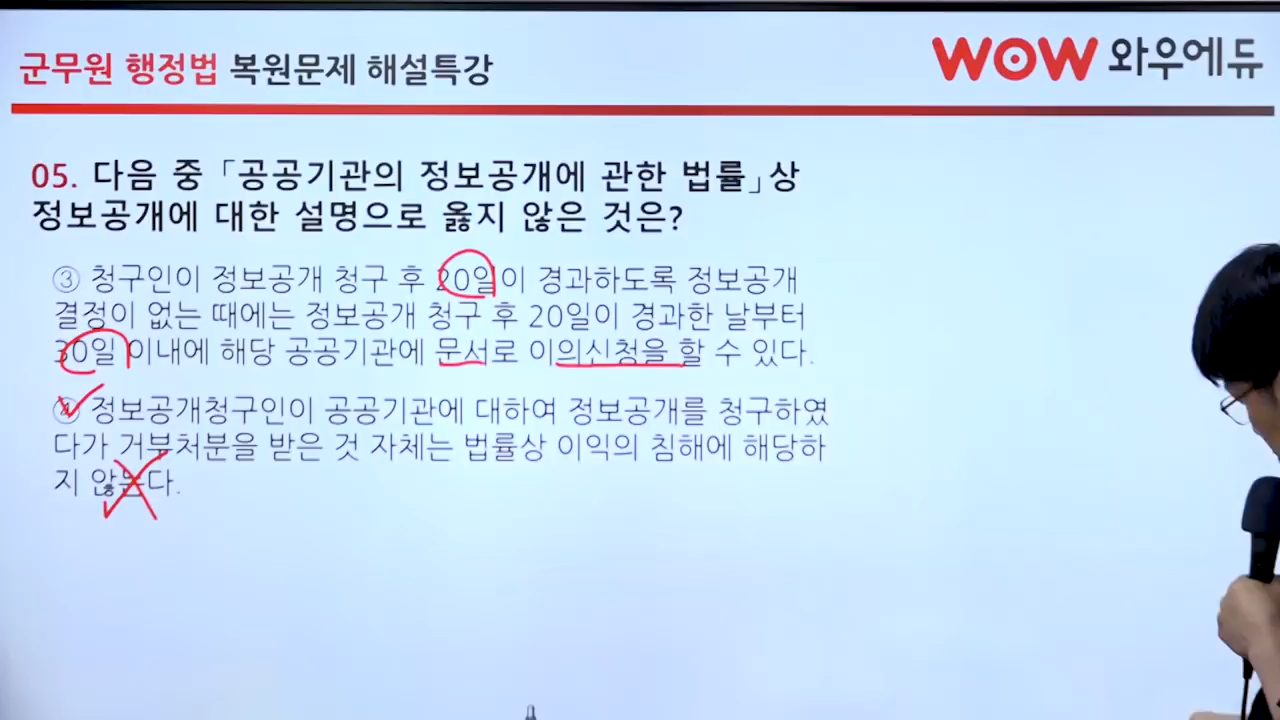 군무원 행정법 복원문제 해설특강
WOW 와우에듀
05. 다음 중 「공공기관의 정보공개에 관한 법률」상
정보공개에 대한 설명으로 옳지 않은 것은?
③ 청구인이 정보공개 청구 후 20일이 경과하도록 정보공개
결정이 없는 때에는 정보공개 청구 후 20일이 경과한 날부터
30일 이내에 해당 공공기관에 문서로 이의신청을 할 수 있다.
④ 정보공개청구인이 공공기관에 대하여 정보공개를 청구하였
다가 거부처분을 받은 것 자체는 법률상 이익의 침해에 해당하
지 않는다.